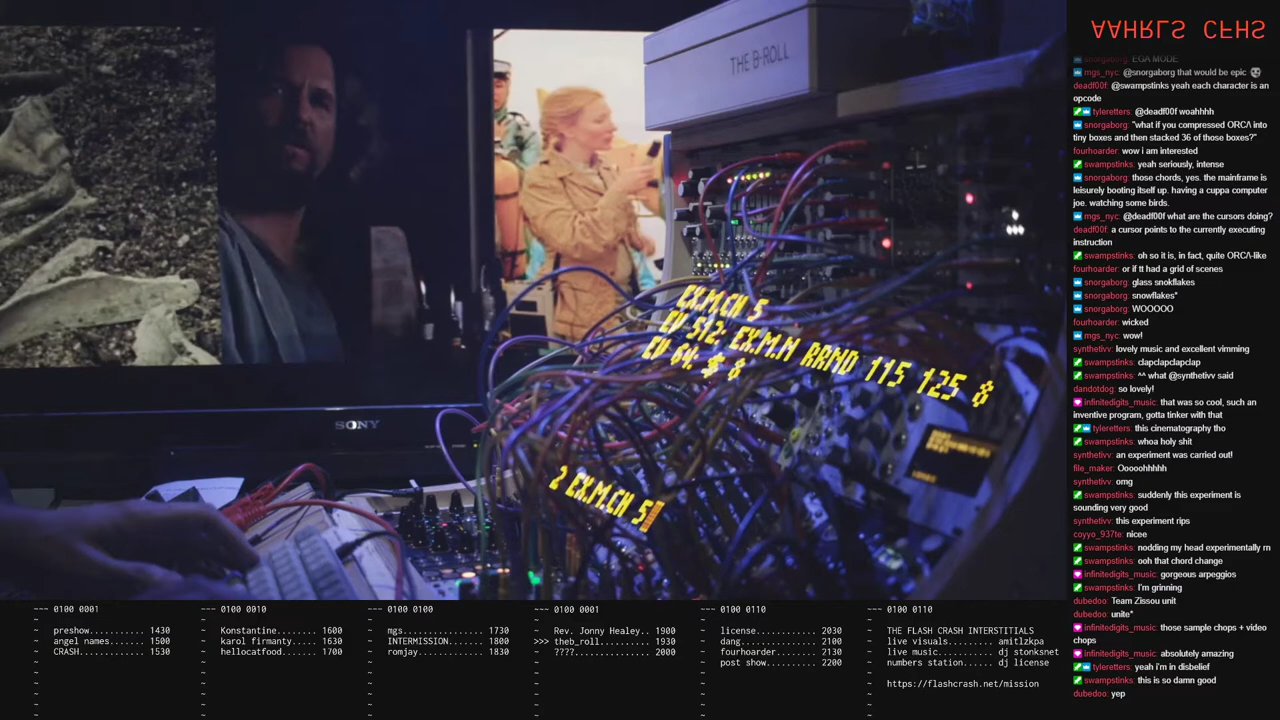 THE B-ROLL
SONY
EX.M.CH 5
EV 512: EX.M.N RRND 115 125 8
EV 64: $ 8
2 EX.M.CH 5
snorgaborg: EGA MODE
mgs_nyc: @snorgaborg that would be epic
deadf00f: @swampstinks yeah each character is an
opcode
tyleretters: @deadf00f woahhhh
snorgaborg: "what if you compressed ORCΛ into
tiny boxes and then stacked 36 of those boxes?"
fourhoarder: wow i am interested
swampstinks: yeah seriously, intense
snorgaborg: those chords, yes. the mainframe is
leisurely booting itself up. having a cuppa computer
joe. watching some birds.
mgs_nyc: @deadf00f what are the cursors doing?
deadf00f: a cursor points to the currently executing
instruction
swampstinks: oh so it is, in fact, quite ORCΛ-like
fourhoarder: or if tt had a grid of scenes
snorgaborg: glass snokflakes
snorgaborg: snowflakes*
snorgaborg: WOOOOO
fourhoarder: wicked
mgs_nyc: wow!
synthetivv: lovely music and excellent vimming
swampstinks: clapclapclapclap
swampstinks: ^^ what @synthetivv said
dandotdog: so lovely!
infinitedigits_music: that was so cool, such an
inventive program, gotta tinker with that
tyleretters: this cinematography tho
swampstinks: whoa holy shit
synthetivv: an experiment was carried out!
file_maker: Ooooohhhhh
synthetivv: omg
swampstinks: suddenly this experiment is
sounding very good
synthetivv: this experiment rips
coyyo_937te: nicee
swampstinks: nodding my head experimentally rn
swampstinks: ooh that chord change
infinitedigits_music: gorgeous arpeggios
swampstinks: I'm grinning
dubedoo: Team Zissou unit
dubedoo: unite*
infinitedigits_music: those sample chops + video
chops
infinitedigits_music: absolutely amazing
tyleretters: yeah i'm in disbelief
swampstinks: this is so damn good
dubedoo: yep
~~~ 0100 0001
preshow.......... 1430
angel names...... 1500
CRASH............ 1530
~~~ 0100 0010
Konstantine...... 1600
karol firmanty... 1630
hellocatfood..... 1700
~~~ 0100 0100
mgs.............. 1730
INTERMISSION..... 1800
romjay........... 1830
~~~ 0100 0001
Rev. Jonny Healey.. 1900
>>> theb_roll.......... 1930
????............... 2000
~~~ 0100 0110
license.......... 2030
dang............. 2100
fourhoarder...... 2130
post show........ 2200
~~~ 0100 0110
THE FLASH CRASH INTERSTITIALS
live visuals...... amitlzkpa
live music........ dj stonksnet
numbers station... dj license
https://flashcrash.net/mission